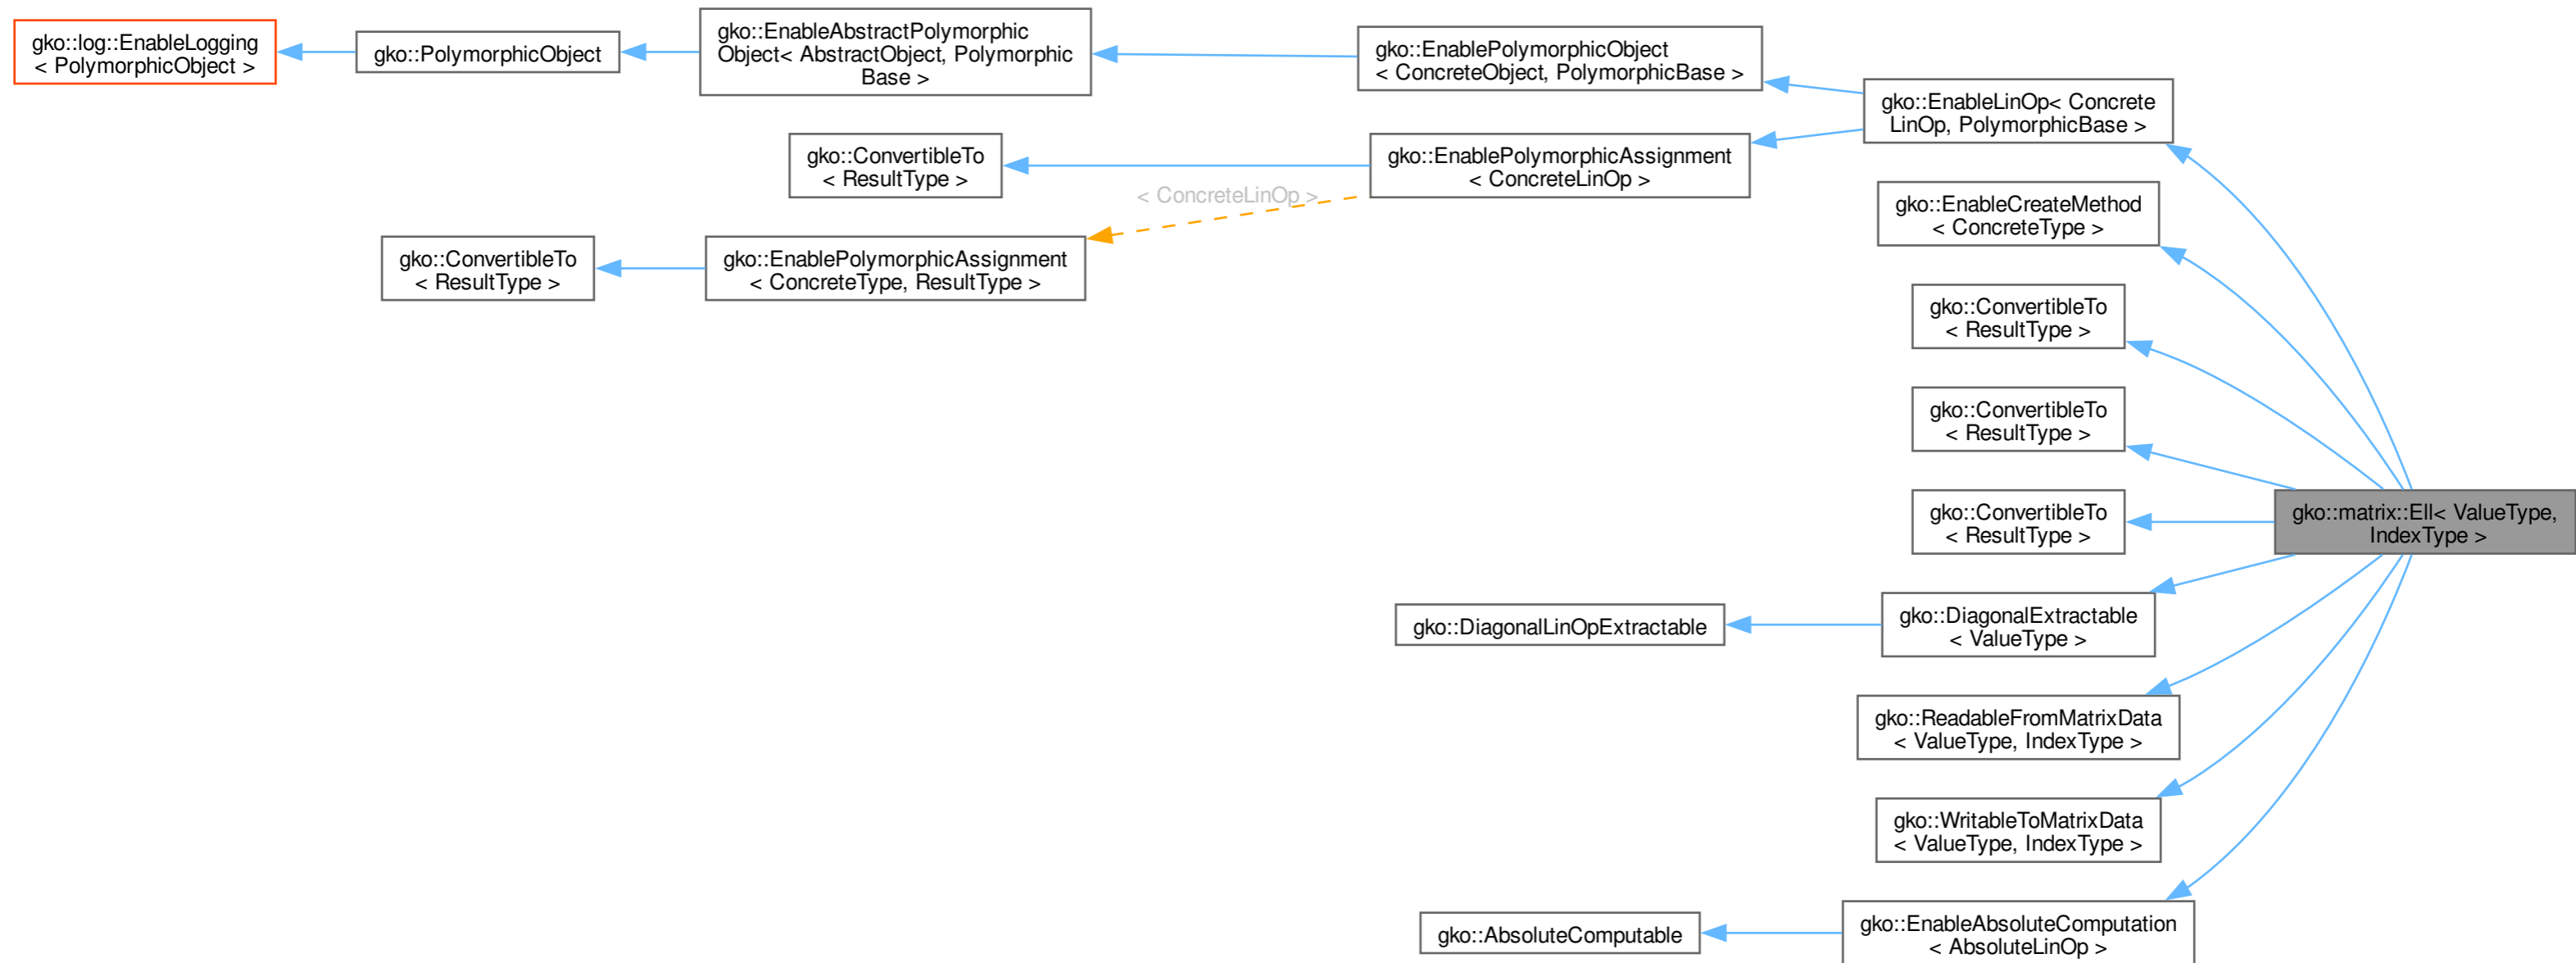 gko::log::EnableLogging
< PolymorphicObject >
gko::PolymorphicObject
gko::EnableAbstractPolymorphic
Object< AbstractObject, Polymorphic
Base >
gko::EnablePolymorphicObject
< ConcreteObject, PolymorphicBase >
gko::EnableLinOp< Concrete
LinOp, PolymorphicBase >
gko::ConvertibleTo
< ResultType >
gko::EnablePolymorphicAssignment
< ConcreteLinOp >
< ConcreteLinOp >
gko::ConvertibleTo
< ResultType >
gko::EnablePolymorphicAssignment
< ConcreteType, ResultType >
gko::EnableCreateMethod
< ConcreteType >
gko::ConvertibleTo
< ResultType >
gko::ConvertibleTo
< ResultType >
gko::ConvertibleTo
< ResultType >
gko::matrix::Ell< ValueType,
IndexType >
gko::DiagonalLinOpExtractable
gko::DiagonalExtractable
< ValueType >
gko::ReadableFromMatrixData
< ValueType, IndexType >
gko::WritableToMatrixData
< ValueType, IndexType >
gko::AbsoluteComputable
gko::EnableAbsoluteComputation
< AbsoluteLinOp >